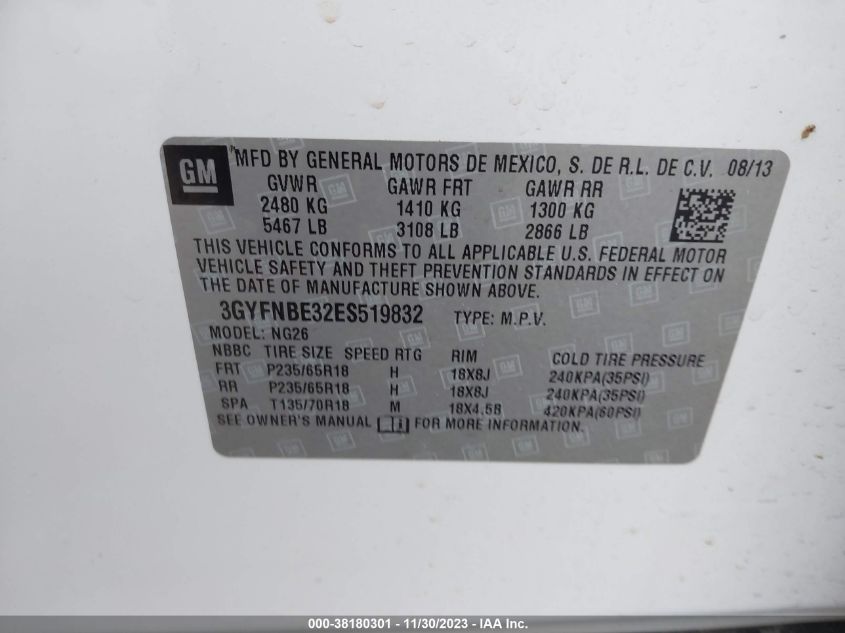 GM MFD BY GENERAL MOTORS DE MEXICO, S. DE R.L. DE C.V. 08/13
GVWR GAWR FRT GAWR RR
2480 KG 1410 KG 1300 KG
5467 LB 3108 LB 2866 LB
THIS VEHICLE CONFORMS TO ALL APPLICABLE U.S. FEDERAL MOTOR
VEHICLE SAFETY AND THEFT PREVENTION STANDARDS IN EFFECT ON
THE DATE OF MANUFACTURE SHOWN ABOVE.
3GYFNBE32ES519832 TYPE: M.P.V.
MODEL: NG26
NBBC TIRE SIZE SPEED RTG RIM COLD TIRE PRESSURE
FRT P235/65R18 H 18X8J 240KPA(35PSI)
RR P235/65R18 H 18X8J 240KPA(35PSI)
SPA T135/70R18 M 18X4.5B 420KPA(60PSI)
SEE OWNER'S MANUAL FOR MORE INFORMATION.
000-38180301 - 11/30/2023 - IAA Inc.